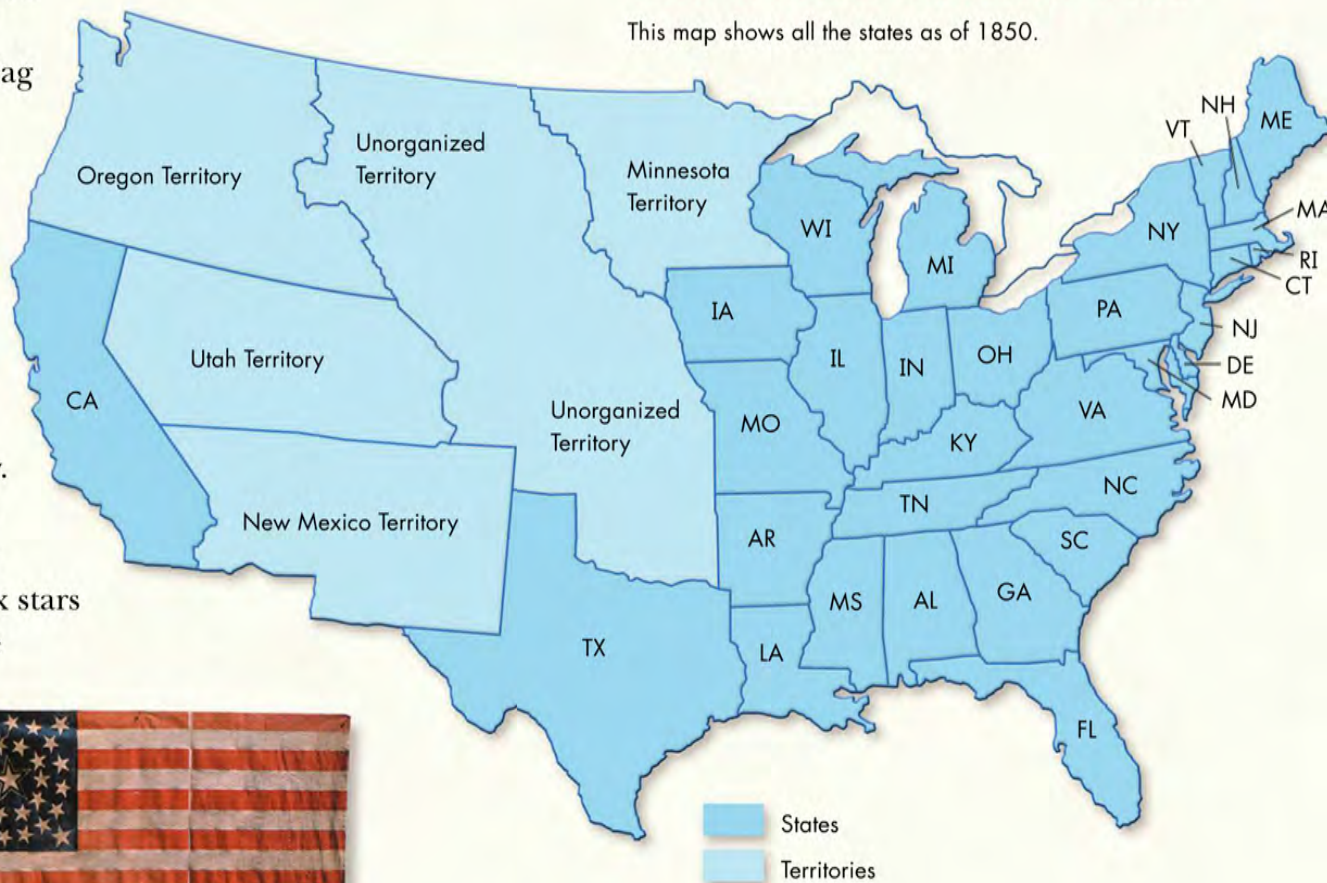 This map shows all the states as of 1850.
ag
x stars
Oregon Territory
Unorganized
Territory
Minnesota
Territory
Utah Territory
Unorganized
Territory
New Mexico Territory
CA
TX
WI
MI
IA
IL
IN
OH
MO
KY
TN
AR
LA
MS
AL
GA
FL
SC
NC
VA
PA
NY
VT
NH
ME
MA
RI
CT
NJ
DE
MD
States
Territories